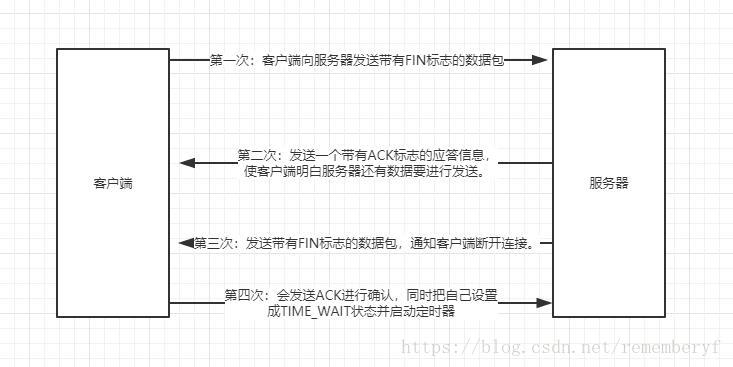 第一次：客户端向服务器发送带有FIN标志的数据包
第二次：发送一个带有ACK标志的应答信息，
使客户端明白服务器还有数据要进行发送。
客户端
服务器
第三次：发送带有FIN标志的数据包，通知客户端断开连接。
第四次：会发送ACK进行确认，同时把自己设置
成TIME_WAIT状态并启动定时器
https://blog.csdn.net/rememberyf